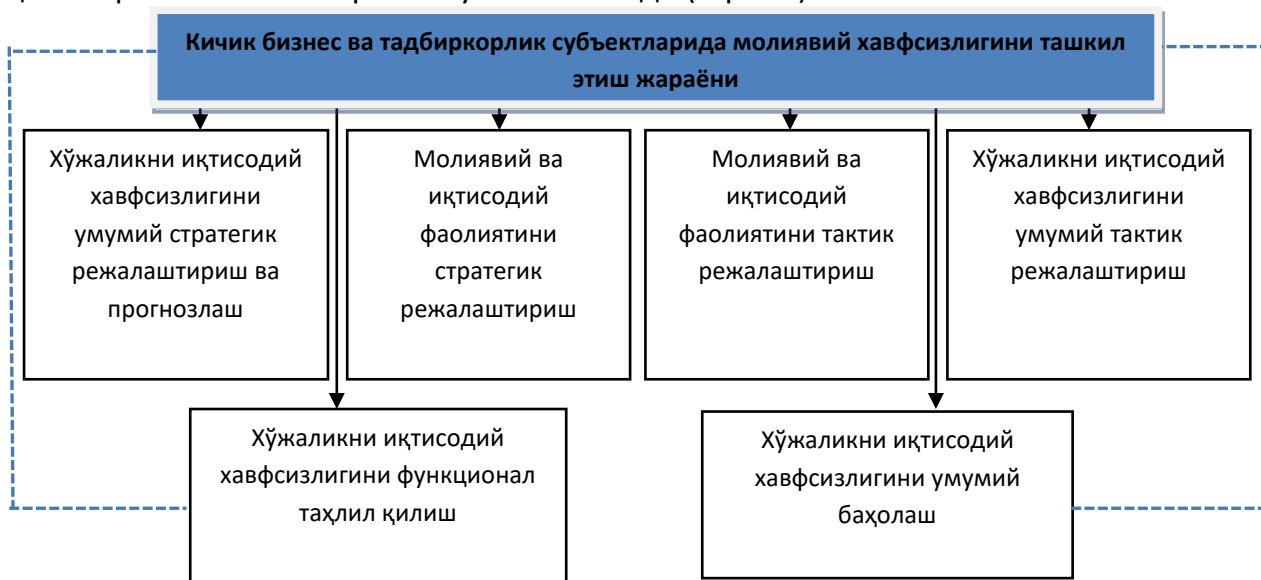 Кичик бизнес ва тадбиркорлик субъектларида молиявий хавфсизлигини ташкил
этиш жараёни
Хўжаликни иқтисодий
хавфсизлигини
умумий стратегик
режалаштириш ва
прогнозлаш
Молиявий ва
иқтисодий
фаолиятини
стратегик
режалаштириш
Молиявий ва
иқтисодий
фаолиятини тактик
режалаштириш
Хўжаликни иқтисодий
хавфсизлигини
умумий тактик
режалаштириш
Хўжаликни иқтисодий
хавфсизлигини функционал
таҳлил қилиш
Хўжаликни иқтисодий
хавфсизлигини умумий
баҳолаш